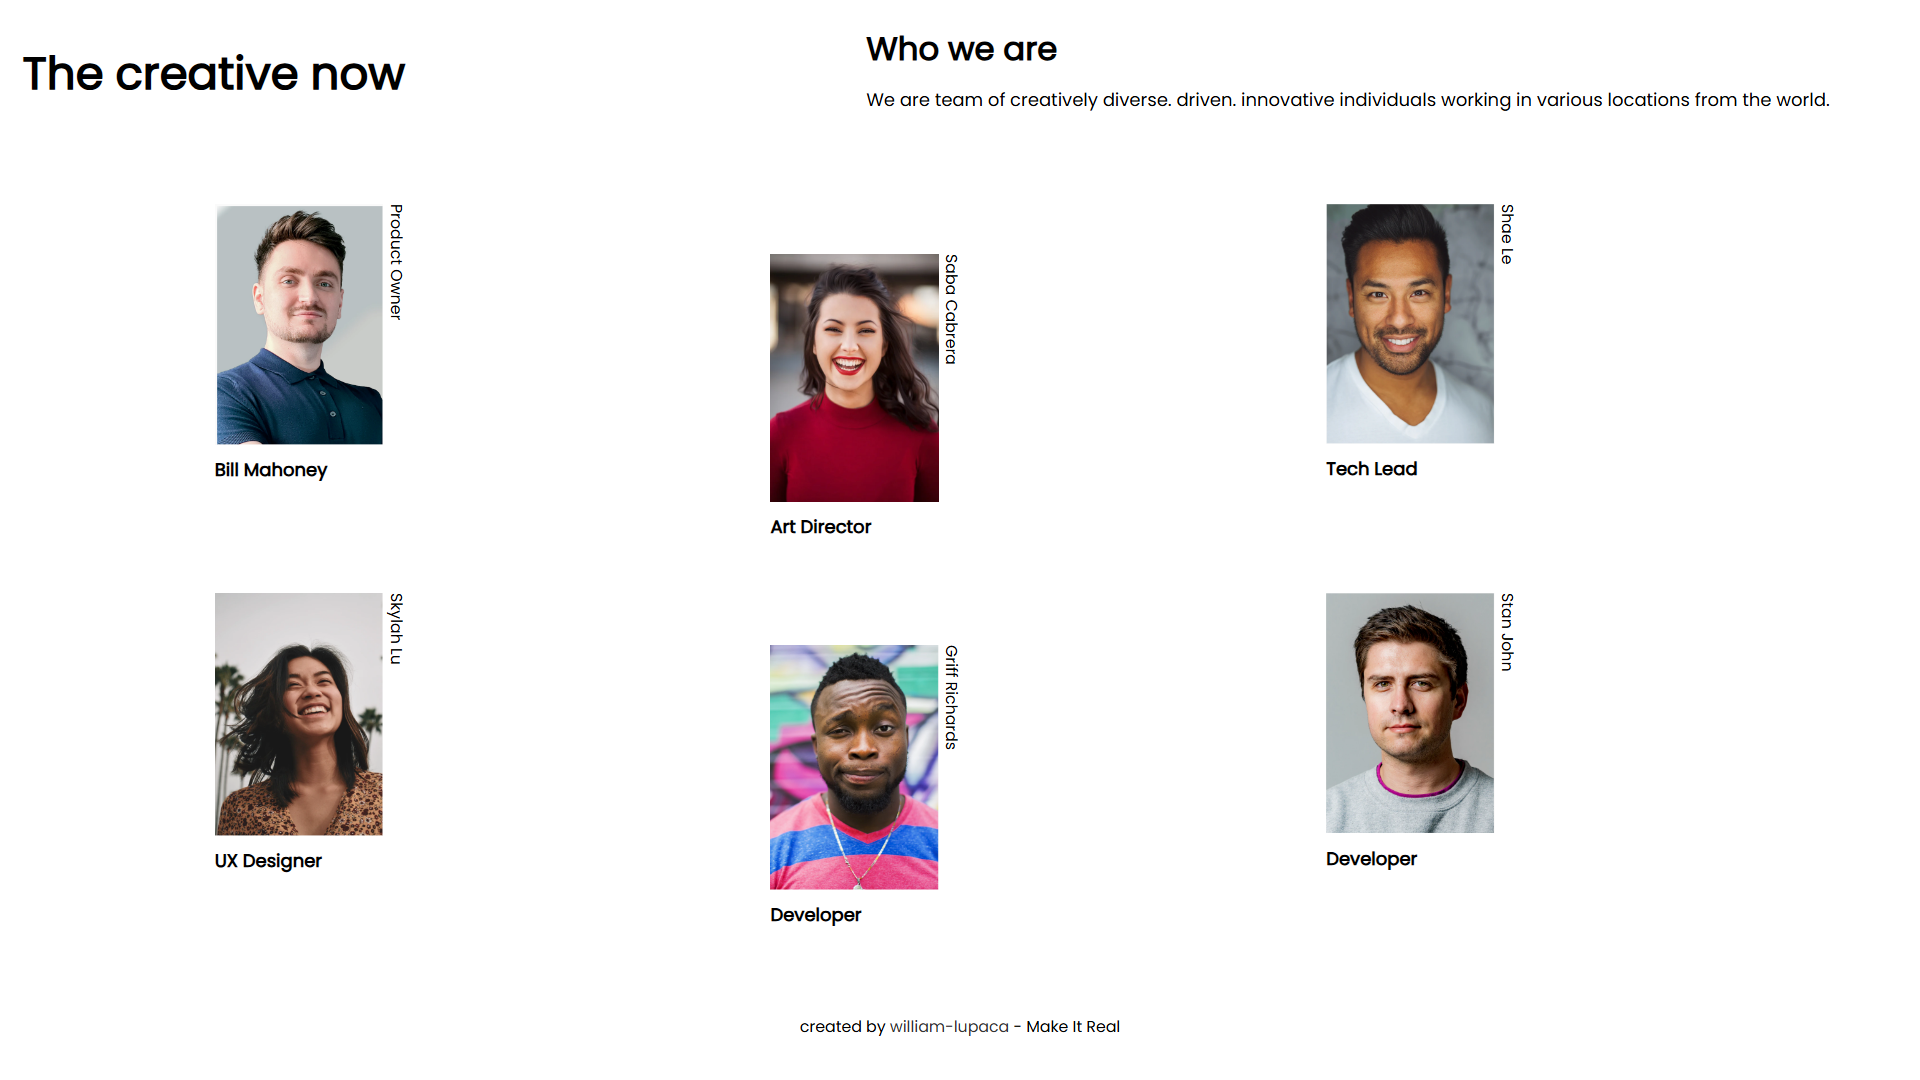 The creative now
Who we are
We are team of creatively diverse. driven. innovative individuals working in various locations from the world.
Product Owner
Bill Mahoney
Saba Cabrera
Art Director
Shae Le
Tech Lead
Skylah Lu
UX Designer
Griff Richards
Developer
Stan John
Developer
created by william-lupaca - Make It Real